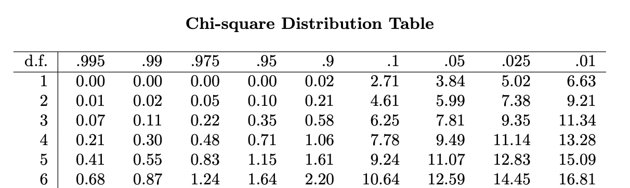 Chi-square Distribution Table
d.f. .995 .99 .975 .95 .9 .1 .05 .025 .01
1 0.00 0.00 0.00 0.00 0.02 2.71 3.84 5.02 6.63
2 0.01 0.02 0.05 0.10 0.21 4.61 5.99 7.38 9.21
3 0.07 0.11 0.22 0.35 0.58 6.25 7.81 9.35 11.34
4 0.21 0.30 0.48 0.71 1.06 7.78 9.49 11.14 13.28
5 0.41 0.55 0.83 1.15 1.61 9.24 11.07 12.83 15.09
6 0.68 0.87 1.24 1.64 2.20 10.64 12.59 14.45 16.81